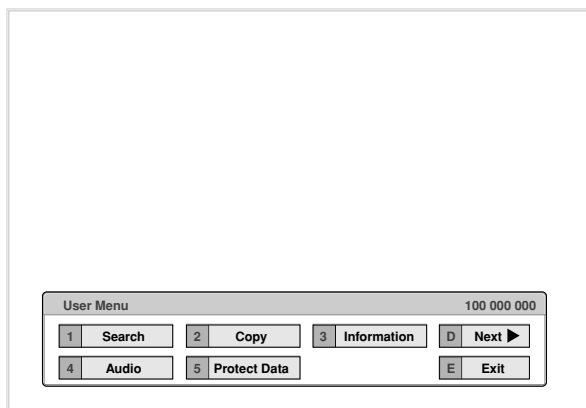 User Menu 100 000 000
1 Search 2 Copy 3 Information D Next
4 Audio 5 Protect Data E Exit